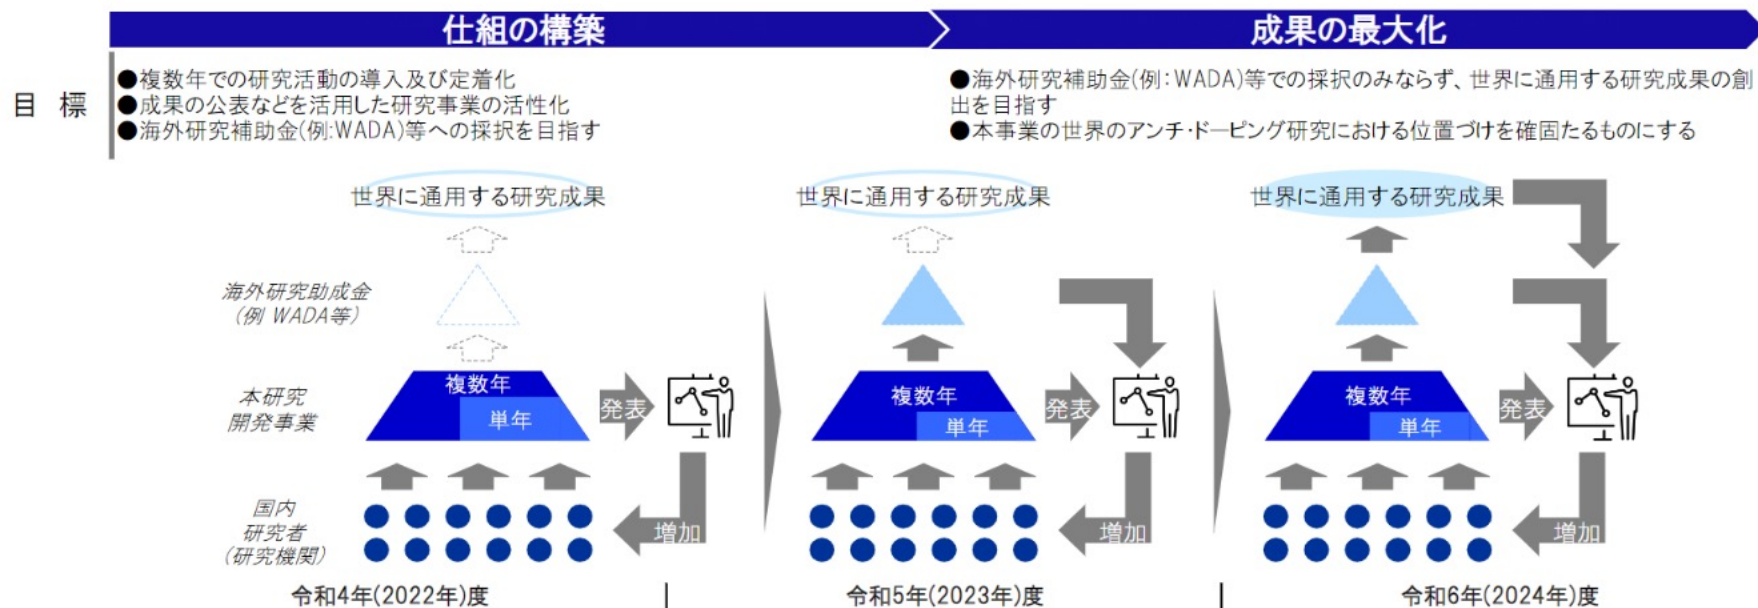 仕組の構築
成果の最大化
目 標
●複数年での研究活動の導入及び定着化
●成果の公表などを活用した研究事業の活性化
●海外研究補助金(例:WADA)等への採択を目指す
●海外研究補助金(例：WADA)等での採択のみならず、世界に通用する研究成果の創
出を目指す
●本事業の世界のアンチ・ドーピング研究における位置づけを確固たるものにする
世界に通用する研究成果
世界に通用する研究成果
世界に通用する研究成果
海外研究助成金
(例 WADA等)
本研究
開発事業
複数年
単年
発表
複数年
単年
発表
複数年
単年
発表
国内
研究者
(研究機関)
増加
増加
増加
令和4年(2022年)度
令和5年(2023年)度
令和6年(2024年)度